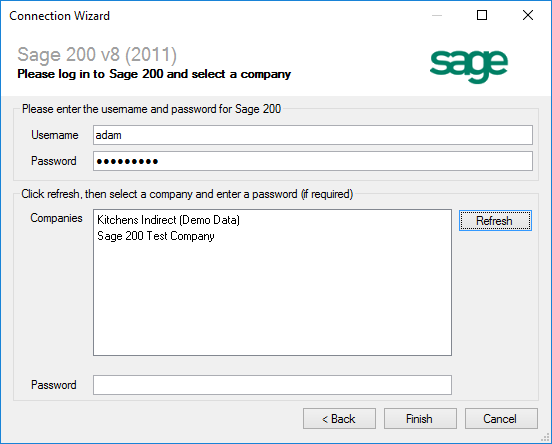 Connection Wizard
Sage 200 v8 (2011)
Please log in to Sage 200 and select a company
sage
Please enter the username and password for Sage 200
Username adam
Password ●●●●●●●●●
Click refresh, then select a company and enter a password (if required)
Companies Kitchens Indirect (Demo Data) Refresh
Sage 200 Test Company
Password
< Back Finish Cancel